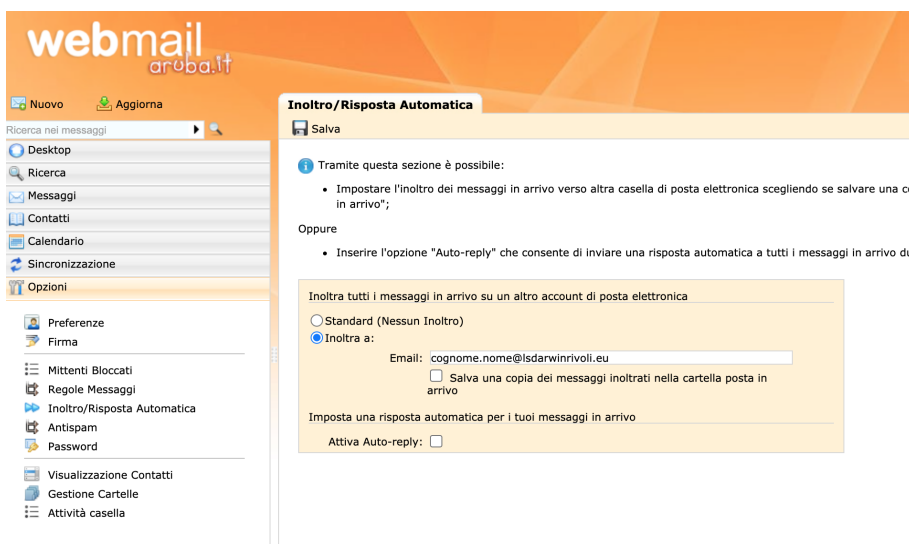 webmail
aruba.it
Nuovo Aggiorna
Ricerca nei messaggi
Desktop
Ricerca
Messaggi
Contatti
Calendario
Sincronizzazione
Opzioni
Preferenze
Firma
Mittenti Bloccati
Regole Messaggi
Inoltro/Risposta Automatica
Antispam
Password
Visualizzazione Contatti
Gestione Cartelle
Attività casella
Inoltro/Risposta Automatica
Salva
Tramite questa sezione è possibile:
• Impostare l'inoltro dei messaggi in arrivo verso altra casella di posta elettronica scegliendo se salvare una
in arrivo";
Oppure
• Inserire l'opzione "Auto-reply" che consente di inviare una risposta automatica a tutti i messaggi in arrivo
Inoltra tutti i messaggi in arrivo su un altro account di posta elettronica
Standard (Nessun Inoltro)
Inoltra a:
Email: cognome.nome@lsdarwinrivoli.eu
Salva una copia dei messaggi inoltrati nella cartella posta in
arrivo
Imposta una risposta automatica per i tuoi messaggi in arrivo
Attiva Auto-reply: